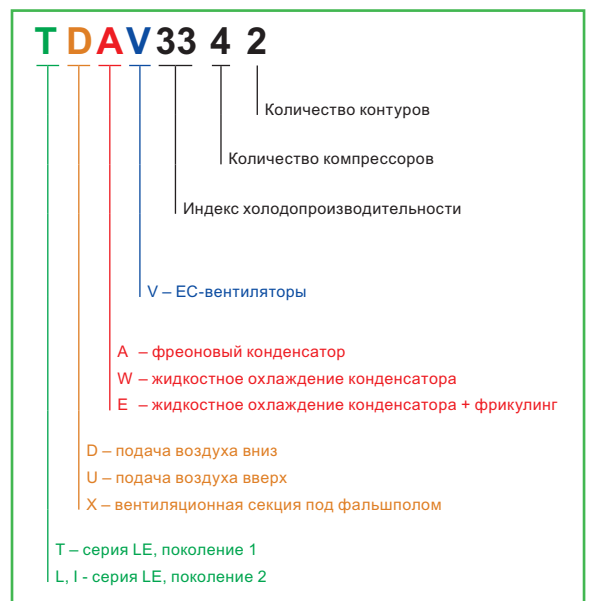 TDAV33 4 2
Количество контуров
Количество компрессоров
Индекс холодопроизводительности
V – EC-вентиляторы
A – фреоновый конденсатор
W – жидкостное охлаждение конденсатора
E – жидкостное охлаждение конденсатора + фрикулинг
D – подача воздуха вниз
U – подача воздуха вверх
X – вентиляционная секция под фальшполом
T – серия LE, поколение 1
L, I - серия LE, поколение 2